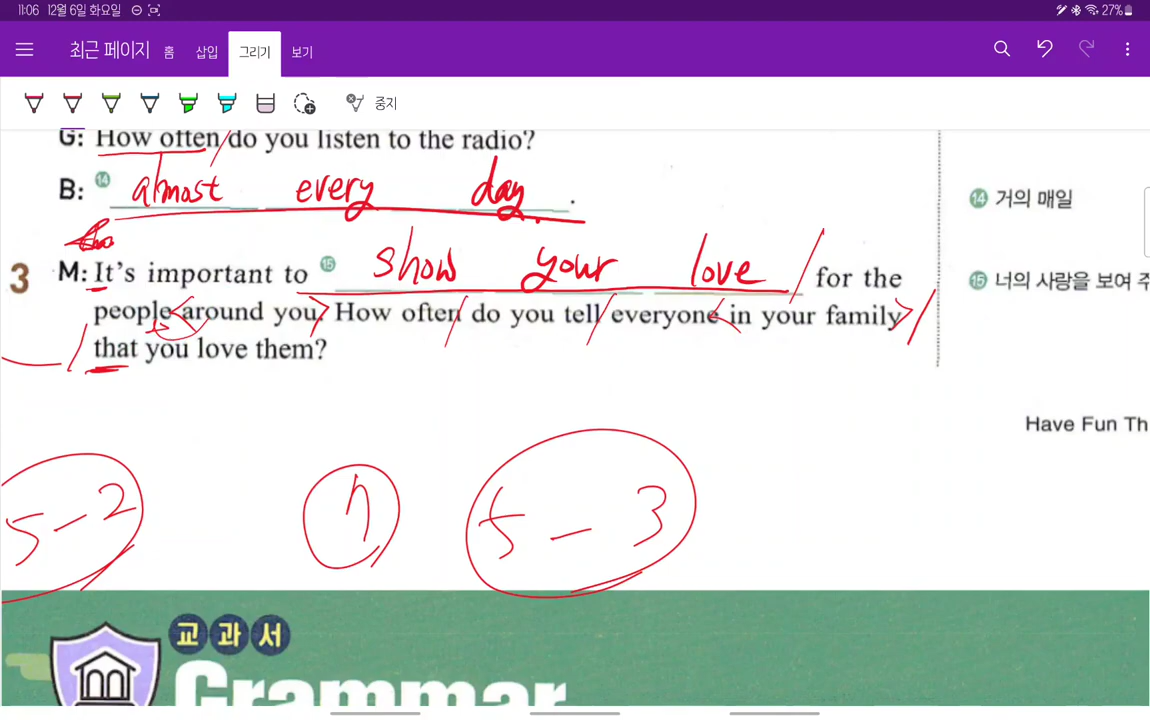 11:06 12월 6일 화요일 27%
최근 페이지 홈 삽입 그리기 보기
중지
G: How often do you listen to the radio?
B: 14 almost every day.
14 거의 매일
3 M: It's important to 15 show your love for the
15 너의 사랑을 보여 주
people around you. How often do you tell everyone in your family
that you love them?
Have Fun Th
5-2 5-3
교과서
Grammar